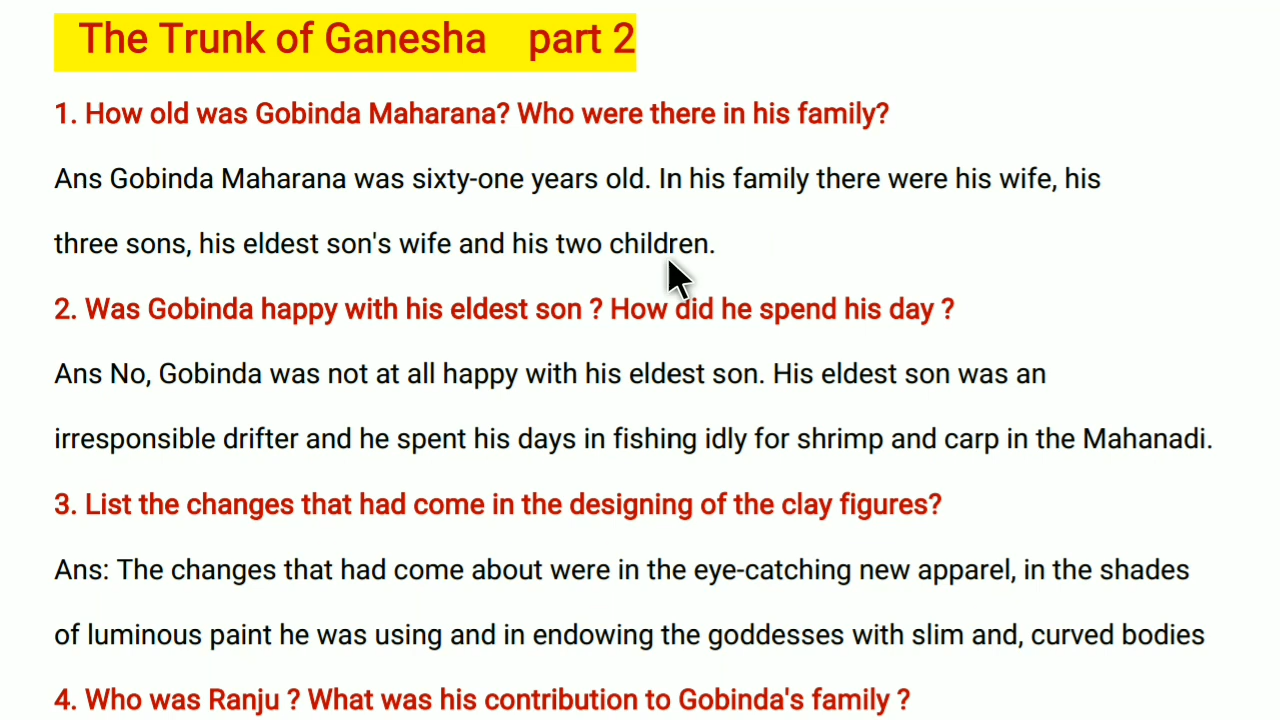 The Trunk of Ganesha part 2
1. How old was Gobinda Maharana? Who were there in his family?
Ans Gobinda Maharana was sixty-one years old. In his family there were his wife, his
three sons, his eldest son's wife and his two children.
2. Was Gobinda happy with his eldest son ? How did he spend his day ?
Ans No, Gobinda was not at all happy with his eldest son. His eldest son was an
irresponsible drifter and he spent his days in fishing idly for shrimp and carp in the Mahanadi.
3. List the changes that had come in the designing of the clay figures?
Ans: The changes that had come about were in the eye-catching new apparel, in the shades
of luminous paint he was using and in endowing the goddesses with slim and, curved bodies
4. Who was Ranju ? What was his contribution to Gobinda's family ?